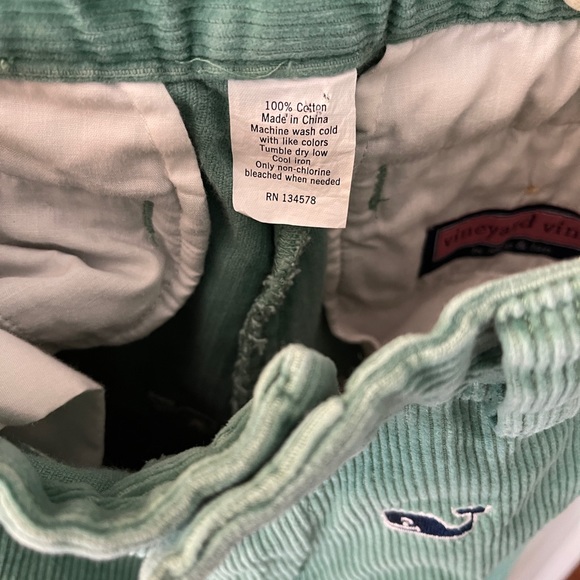 100% Cotton
Made in China
Machine wash cold
with like colors
Tumble dry low
Cool iron
Only non-chlorine
bleached when needed
RN 134578
vineyard vin